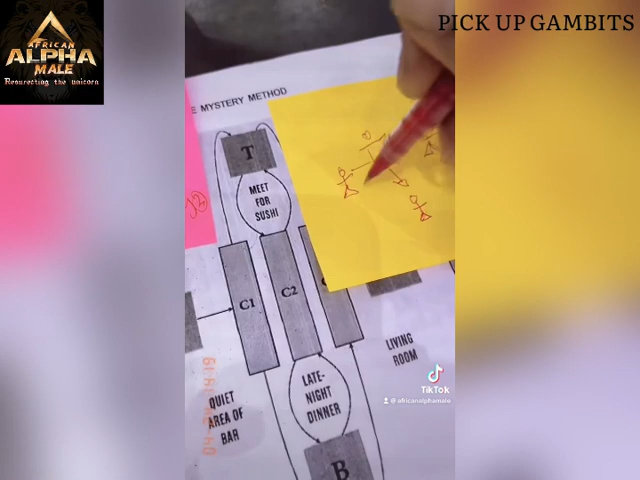 AFRICAN
ALPHA
MALE
Resurrecting the unicorn
PICK UP GAMBITS
MYSTERY METHOD
T
MEET
FOR
SUSHI
C1
C2
LIVING
ROOM
QUIET
AREA OF
BAR
LATE-
NIGHT
DINNER
B
TikTok
@africanalphamale